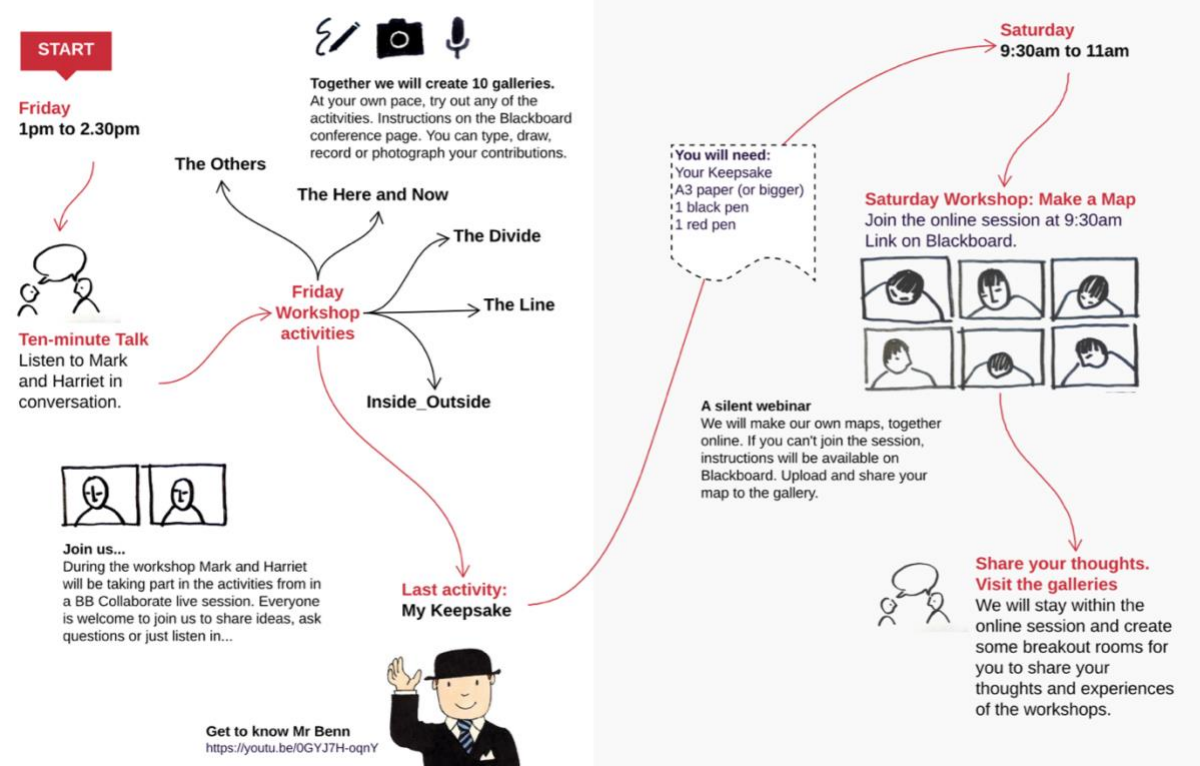 START
Friday
1pm to 2.30pm
Together we will create 10 galleries.
At your own pace, try out any of the
actitvities. Instructions on the Blackboard
conference page. You can type, draw,
record or photograph your contributions.
The Others
The Here and Now
The Divide
The Line
Inside_Outside
Friday
Workshop
activities
Ten-minute Talk
Listen to Mark
and Harriet in
conversation.
Join us...
During the workshop Mark and Harriet
will be taking part in the activities from in
a BB Collaborate live session. Everyone
is welcome to join us to share ideas, ask
questions or just listen in...
Last activity:
My Keepsake
Get to know Mr Benn
https://youtu.be/0GYJ7H-oqnY
You will need:
Your Keepsake
A3 paper (or bigger)
1 black pen
1 red pen
Saturday
9:30am to 11am
Saturday Workshop: Make a Map
Join the online session at 9:30am
Link on Blackboard.
A silent webinar
We will make our own maps, together
online. If you can't join the session,
instructions will be available on
Blackboard. Upload and share your
map to the gallery.
Share your thoughts.
Visit the galleries
We will stay within the
online session and create
some breakout rooms for
you to share your
thoughts and experiences
of the workshops.